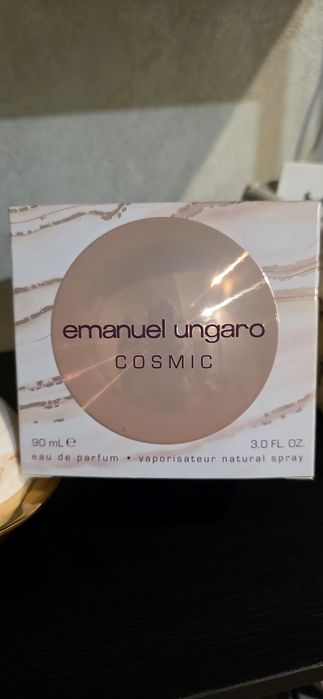 emanuel ungaro
COSMIC
90 mL e 3.0 FL. OZ.
eau de parfum • vaporisateur natural spray